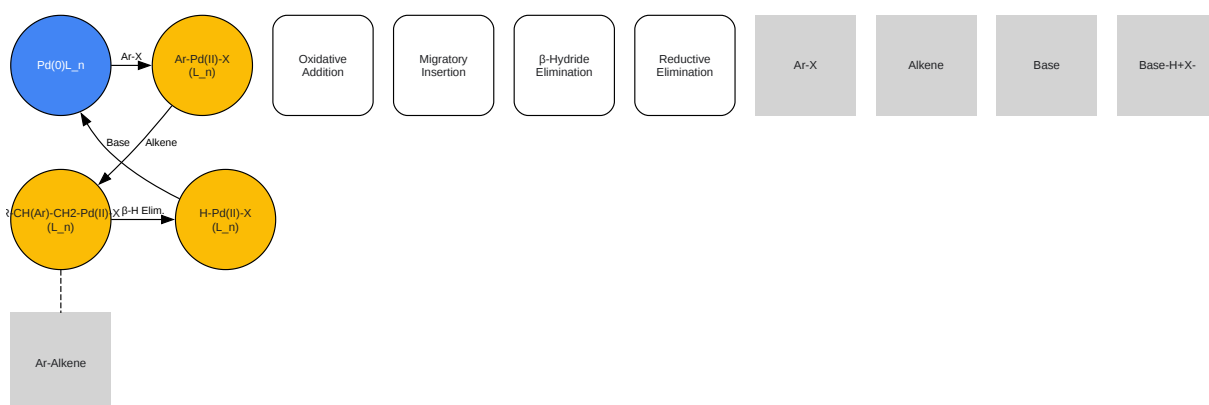 Pd(0)L_n
Ar-X
Ar-Pd(II)-X
(L_n)
Oxidative
Addition
Migratory
Insertion
β-Hydride
Elimination
Reductive
Elimination
Ar-X
Alkene
Base
Base-H+X-
Base
Alkene
R-CH(Ar)-CH2-Pd(II)-X
(L_n)
β-H Elim.
H-Pd(II)-X
(L_n)
Ar-Alkene